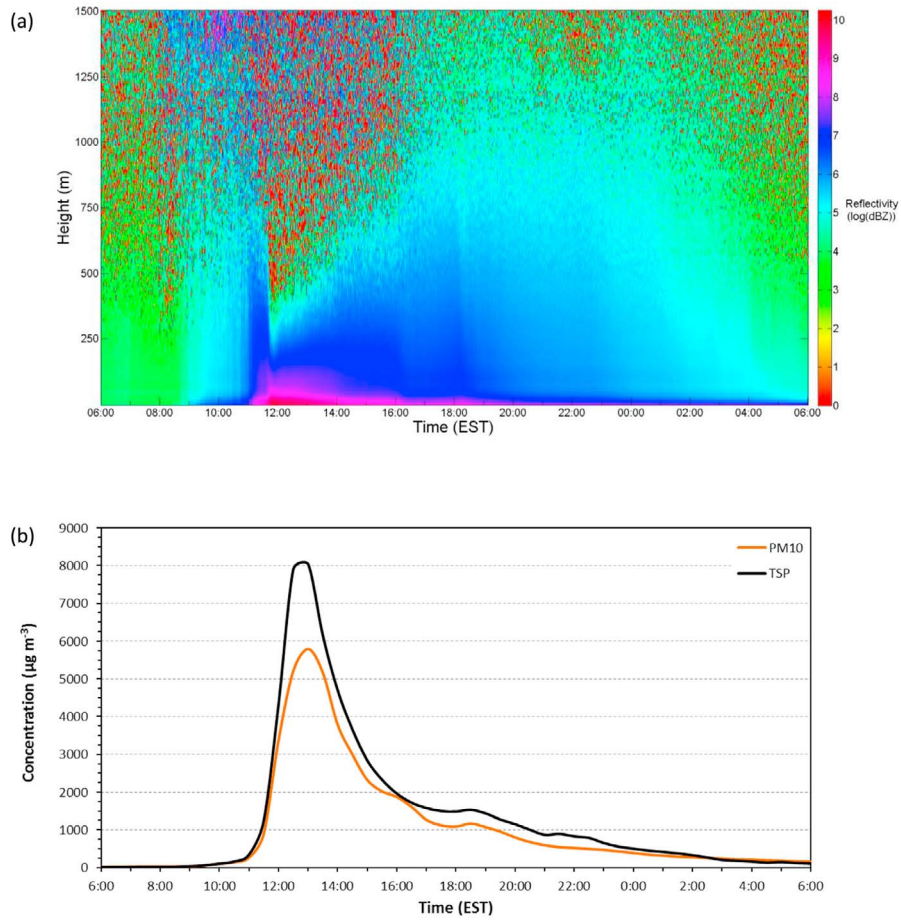 (a)
1500
1250
1000
750
500
250
Height (m)
06:00 08:00 10:00 12:00 14:00 16:00 18:00 20:00 22:00 00:00 02:00 04:00 06:00
Time (EST)
10
9
8
7
6
5
4
3
2
1
0
Reflectivity
(log(dBZ))
(b)
9000
8000
7000
6000
5000
4000
3000
2000
1000
0
Concentration (µg m⁻³)
PM10
TSP
6:00 8:00 10:00 12:00 14:00 16:00 18:00 20:00 22:00 0:00 2:00 4:00 6:00
Time (EST)